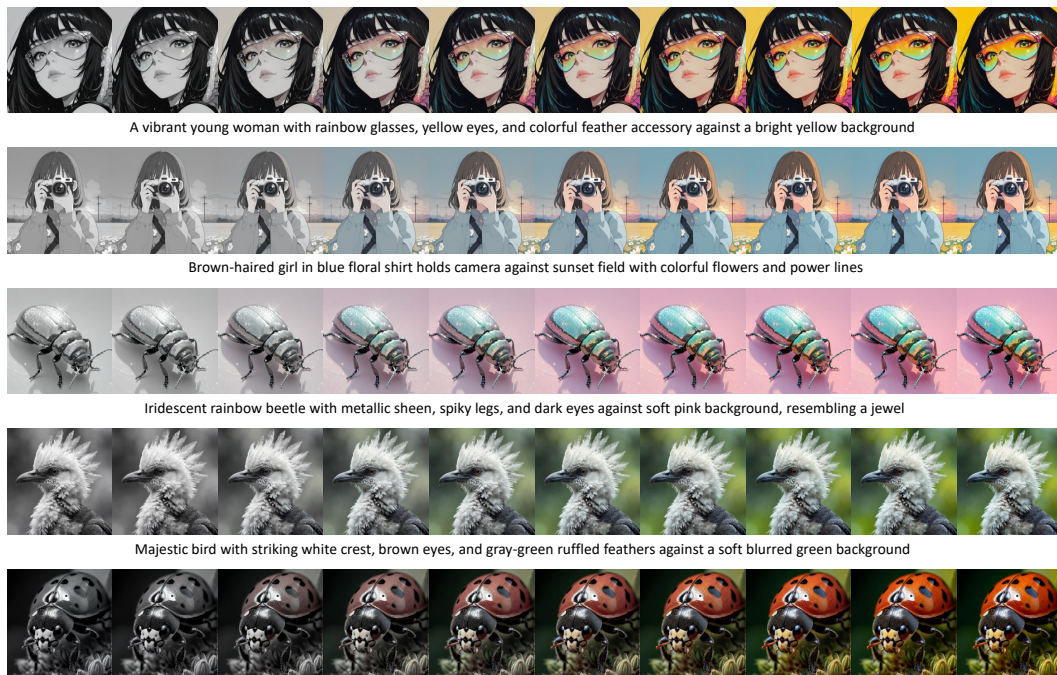 A vibrant young woman with rainbow glasses, yellow eyes, and colorful feather accessory against a bright yellow background
Brown-haired girl in blue floral shirt holds camera against sunset field with colorful flowers and power lines
Iridescent rainbow beetle with metallic sheen, spiky legs, and dark eyes against soft pink background, resembling a jewel
Majestic bird with striking white crest, brown eyes, and gray-green ruffled feathers against a soft blurred green background